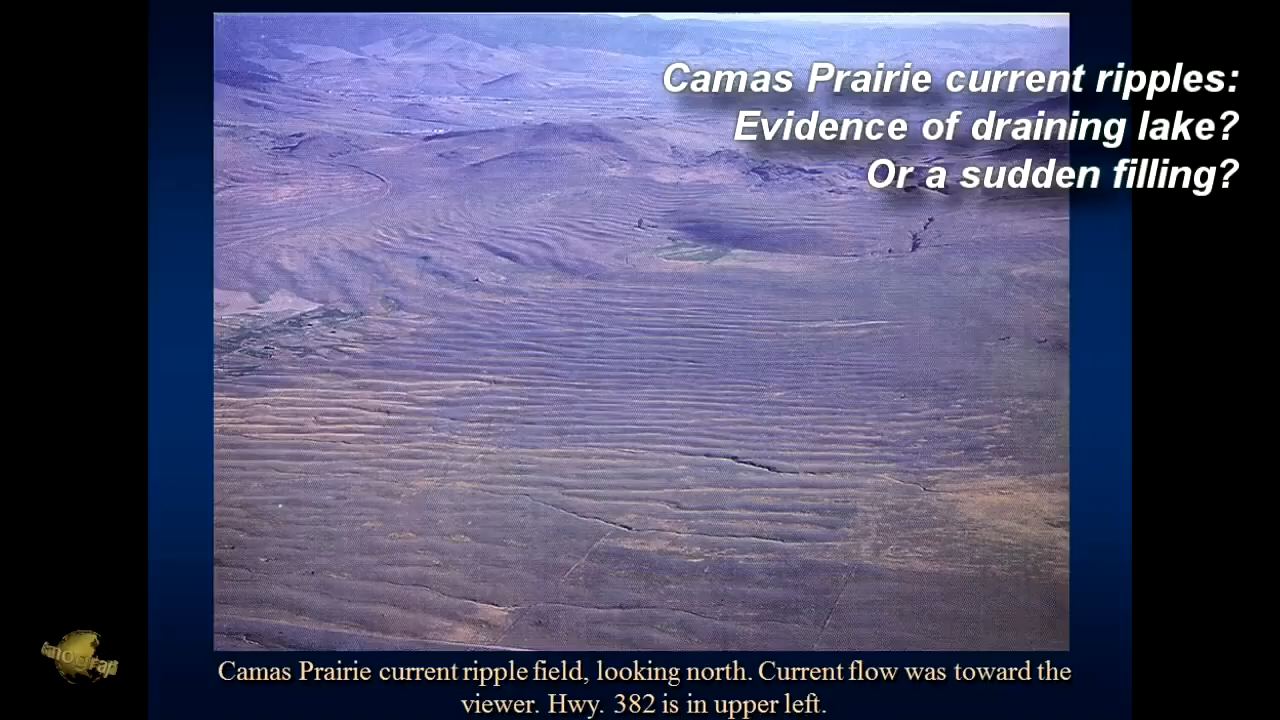 Camas Prairie current ripples:
Evidence of draining lake?
Or a sudden filling?
Camas Prairie current ripple field, looking north. Current flow was toward the
viewer. Hwy. 382 is in upper left.